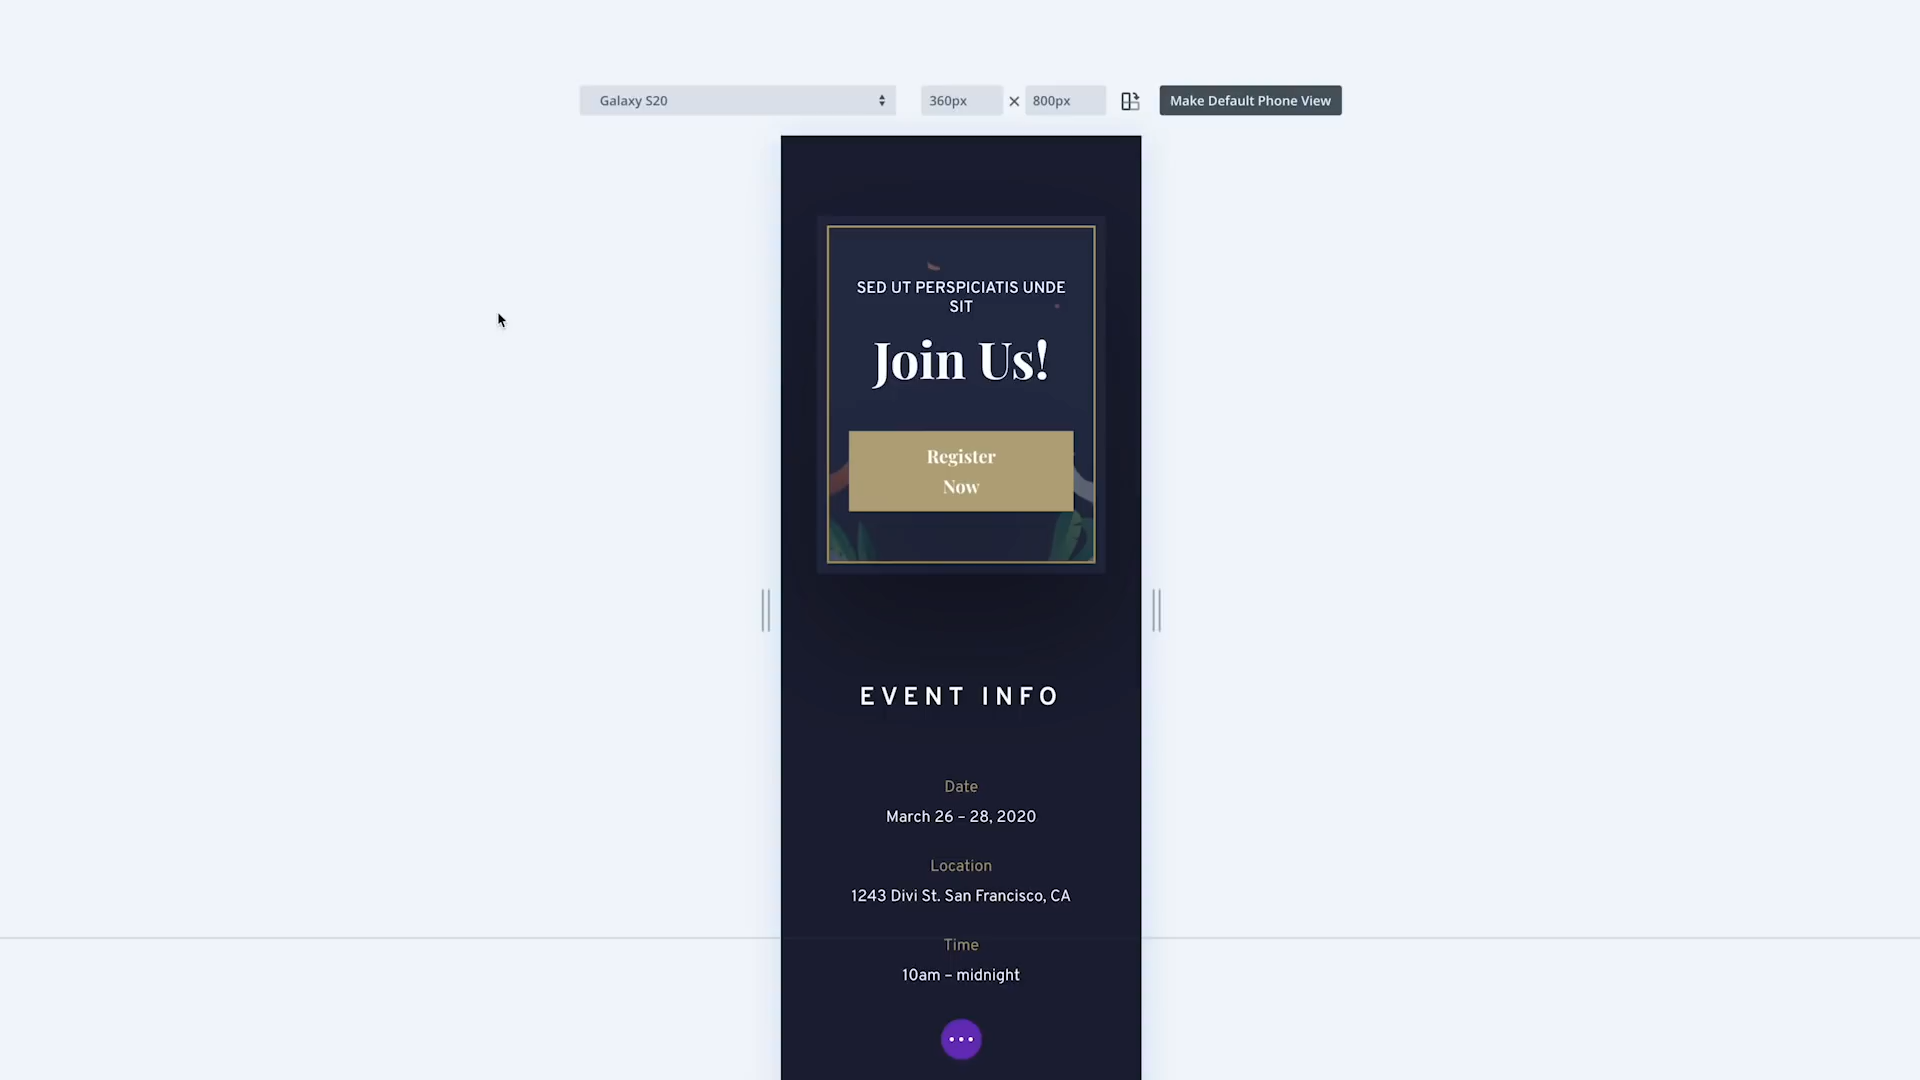 Galaxy S20
360px
800px
Make Default Phone View
SED UT PERSPICIATIS UNDE
SIT
Join Us!
Register
Now
EVENT INFO
Date
March 26 – 28, 2020
Location
1243 Divi St. San Francisco, CA
Time
10am – midnight